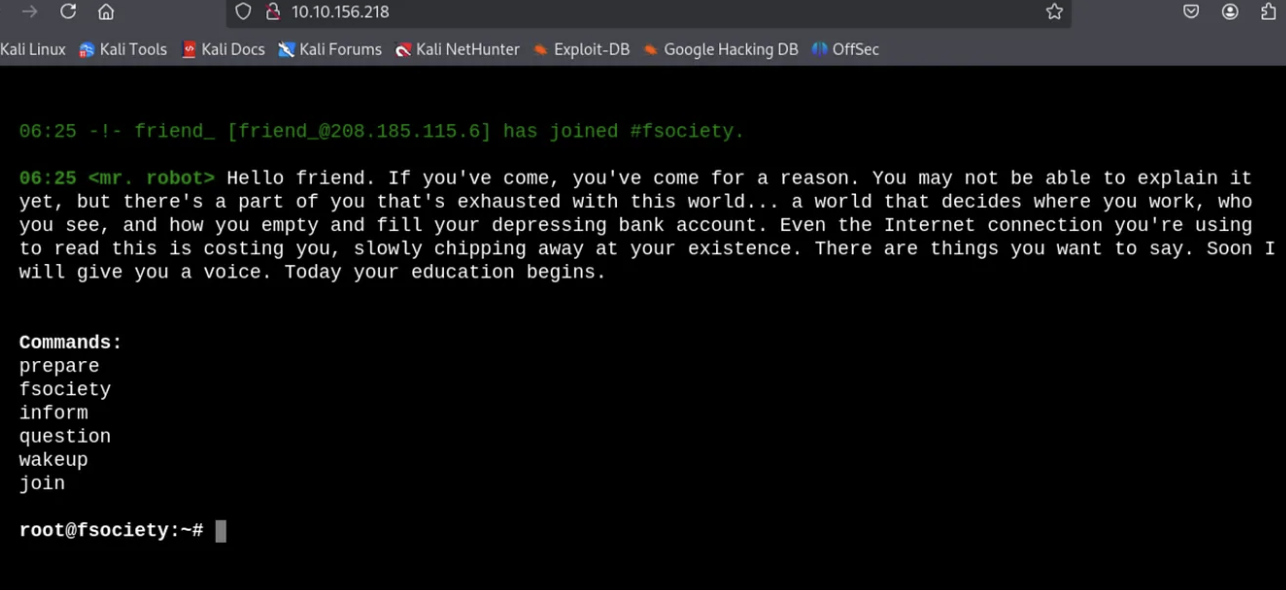 10.10.156.218
Kali Linux Kali Tools Kali Docs Kali Forums Kali NetHunter Exploit-DB Google Hacking DB OffSec
06:25 -!- friend_ [friend_@208.185.115.6] has joined #fsociety.
06:25 <mr. robot> Hello friend. If you've come, you've come for a reason. You may not be able to explain it
yet, but there's a part of you that's exhausted with this world... a world that decides where you work, who
you see, and how you empty and fill your depressing bank account. Even the Internet connection you're using
to read this is costing you, slowly chipping away at your existence. There are things you want to say. Soon I
will give you a voice. Today your education begins.
Commands:
prepare
fsociety
inform
question
wakeup
join
root@fsociety:~#